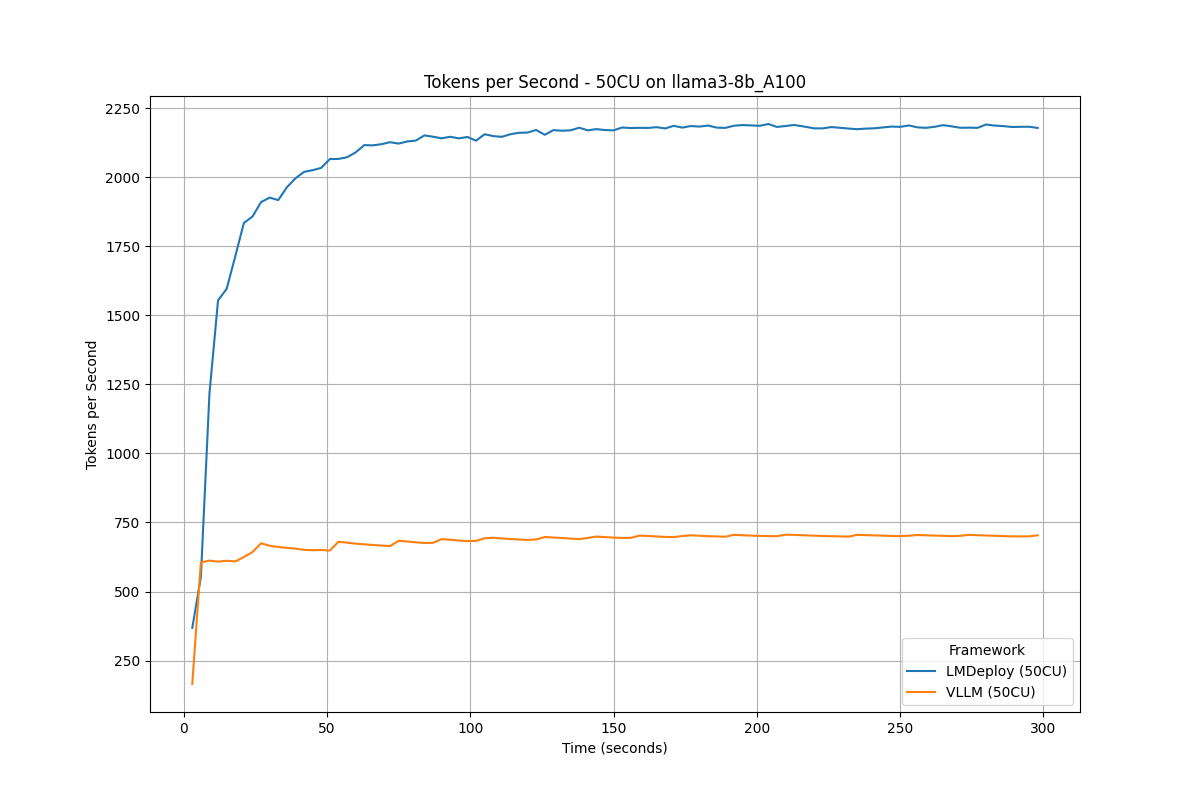 Tokens per Second - 50CU on llama3-8b_A100
Tokens per Second
2250
2000
1750
1500
1250
1000
750
500
250
0
50
100
150
200
250
300
Time (seconds)
Framework
LMDeploy (50CU)
VLLM (50CU)